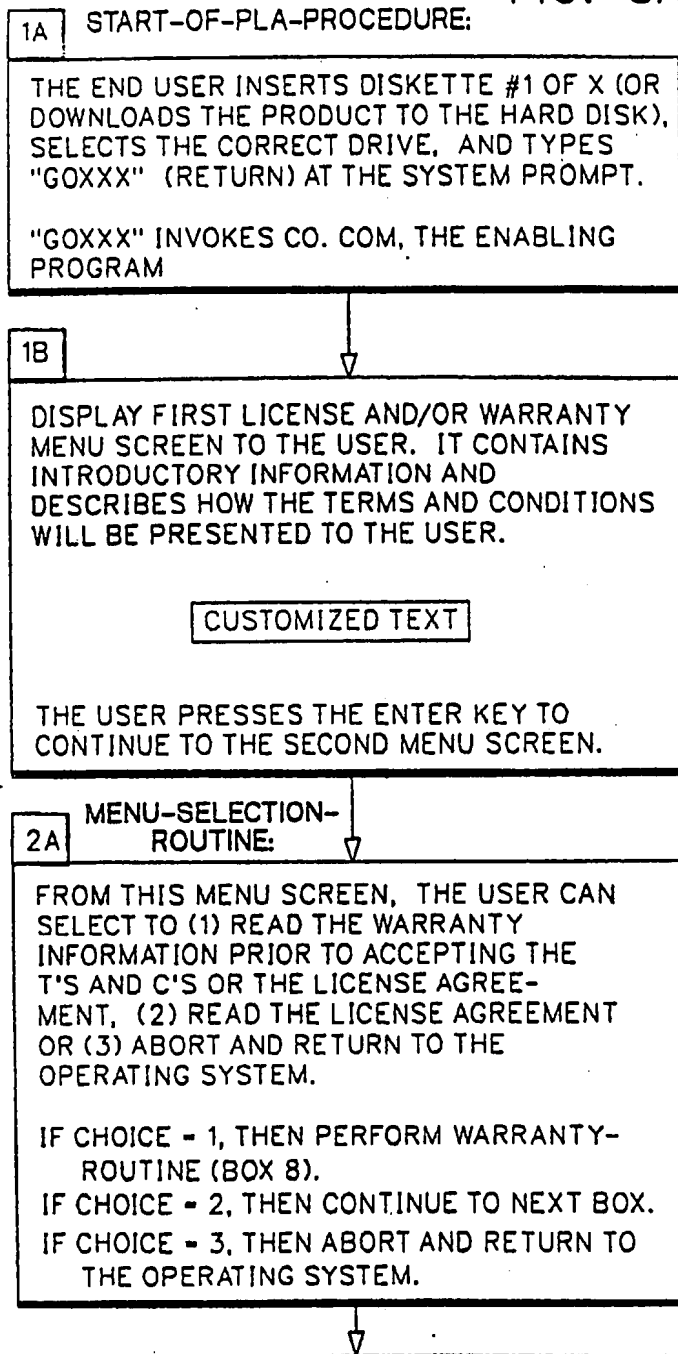 1A START-OF-PLA-PROCEDURE:
THE END USER INSERTS DISKETTE #1 OF X (OR
DOWNLOADS THE PRODUCT TO THE HARD DISK),
SELECTS THE CORRECT DRIVE, AND TYPES
"GOXXX" (RETURN) AT THE SYSTEM PROMPT.
"GOXXX" INVOKES CO. COM, THE ENABLING
PROGRAM
1B
DISPLAY FIRST LICENSE AND/OR WARRANTY
MENU SCREEN TO THE USER. IT CONTAINS
INTRODUCTORY INFORMATION AND
DESCRIBES HOW THE TERMS AND CONDITIONS
WILL BE PRESENTED TO THE USER.
CUSTOMIZED TEXT
THE USER PRESSES THE ENTER KEY TO
CONTINUE TO THE SECOND MENU SCREEN.
MENU-SELECTION-
2A ROUTINE:
FROM THIS MENU SCREEN, THE USER CAN
SELECT TO (1) READ THE WARRANTY
INFORMATION PRIOR TO ACCEPTING THE
T'S AND C'S OR THE LICENSE AGREE-
MENT, (2) READ THE LICENSE AGREEMENT
OR (3) ABORT AND RETURN TO THE
OPERATING SYSTEM.
IF CHOICE = 1, THEN PERFORM WARRANTY-
ROUTINE (BOX 8).
IF CHOICE = 2, THEN CONTINUE TO NEXT BOX.
IF CHOICE = 3, THEN ABORT AND RETURN TO
THE OPERATING SYSTEM.